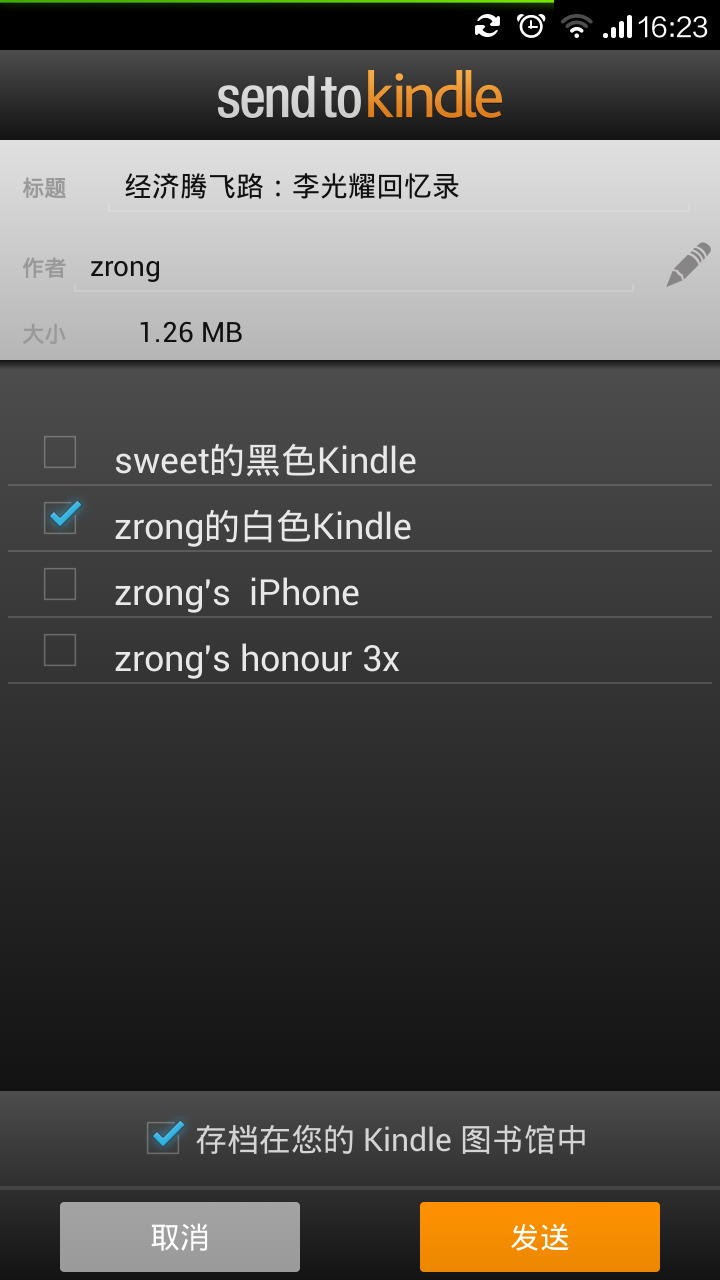 16:23
send to kindle
标题 经济腾飞路：李光耀回忆录
作者 zrong
大小 1.26 MB
sweet的黑色Kindle
zrong的白色Kindle
zrong's iPhone
zrong's honour 3x
存档在您的 Kindle 图书馆中
取消 发送